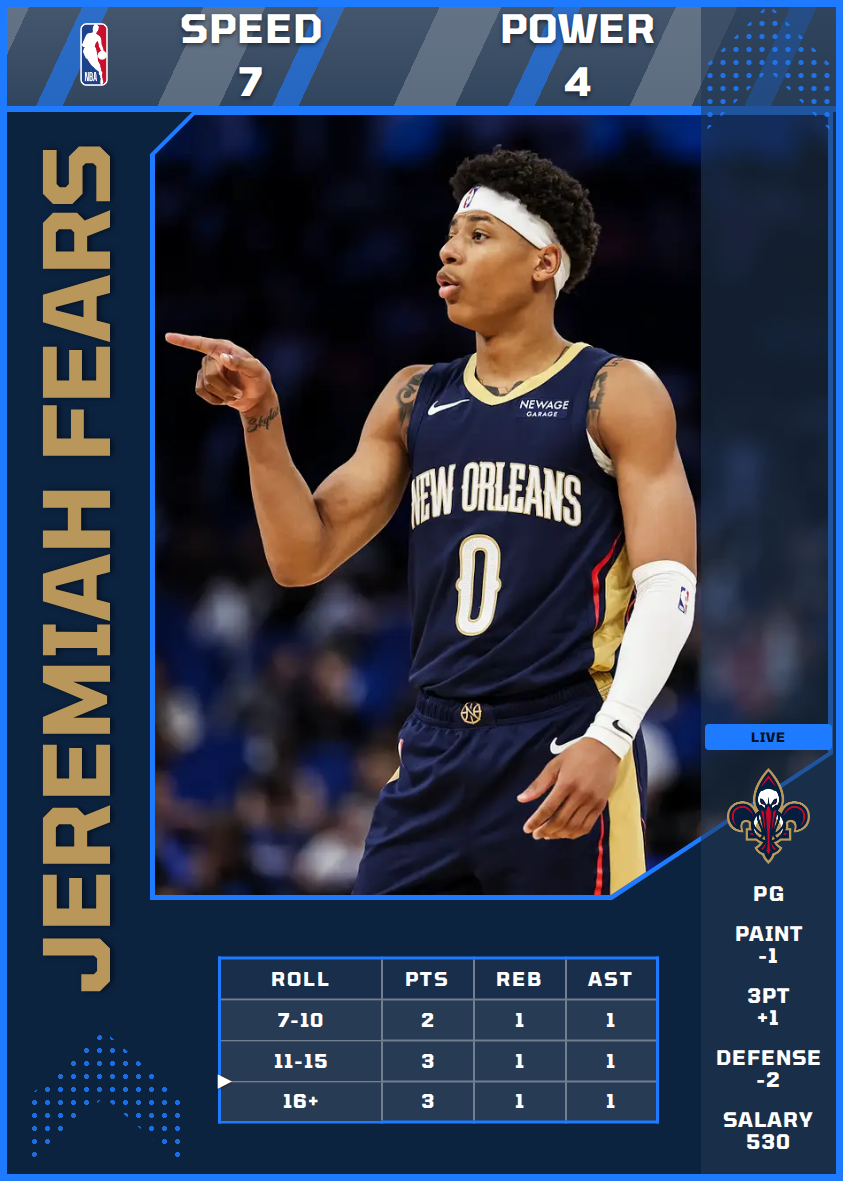 SPEED POWER
7 4
NBA
JEREMIAH FEARS
NEWAGE
GARAGE
NEW ORLEANS
0
LIVE
PG
PAINT
-1
3PT
+1
DEFENSE
-2
SALARY
530
ROLL PTS REB AST
7-10 2 1 1
11-15 3 1 1
16+ 3 1 1